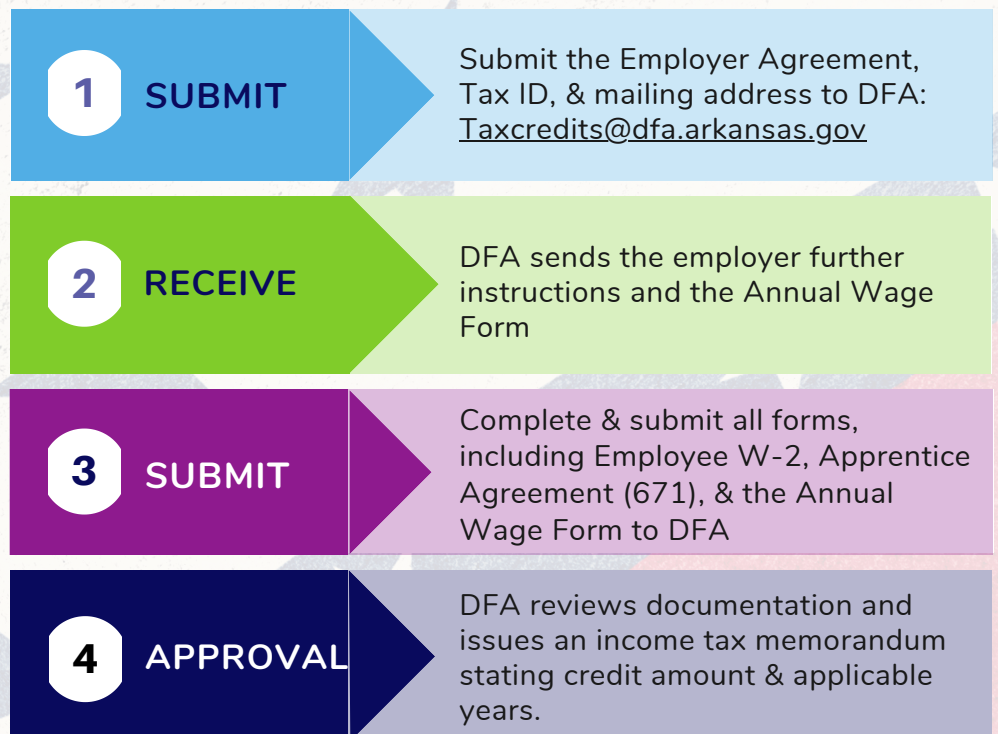 1
SUBMIT
Submit the Employer Agreement,
Tax ID, & mailing address to DFA:
Taxcredits@dfa.arkansas.gov
2
RECEIVE
DFA sends the employer further
instructions and the Annual Wage
Form
3
SUBMIT
Complete & submit all forms,
including Employee W-2, Apprentice
Agreement (671), & the Annual
Wage Form to DFA
4
APPROVAL
DFA reviews documentation and
issues an income tax memorandum
stating credit amount & applicable
years.